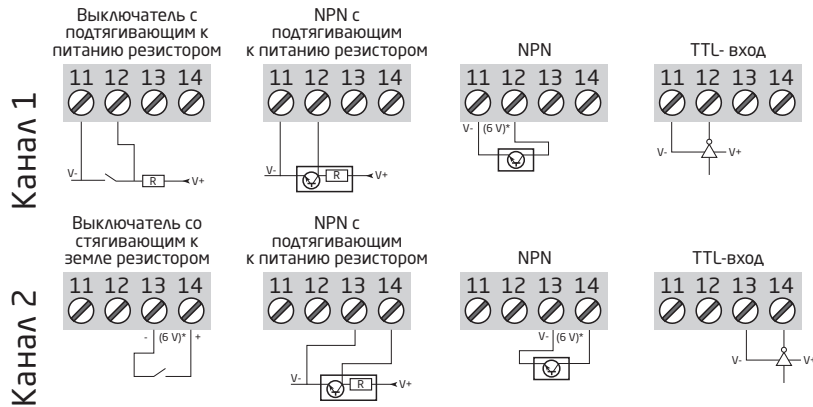 Канал 1
Выключатель с
подтягивающим к
питанию резистором
11 12 13 14
V-
R
V+
NPN с
подтягивающим
к питанию резистором
11 12 13 14
V-
R
V+
NPN
11 12 13 14
V- (6 V)*
TTL- вход
11 12 13 14
V-
V+
Канал 2
Выключатель со
стягивающим к
земле резистором
11 12 13 14
- (6 V)* +
NPN с
подтягивающим
к питанию резистором
11 12 13 14
V-
R
V+
NPN
11 12 13 14
V- (6 V)*
TTL-вход
11 12 13 14
V-
V+